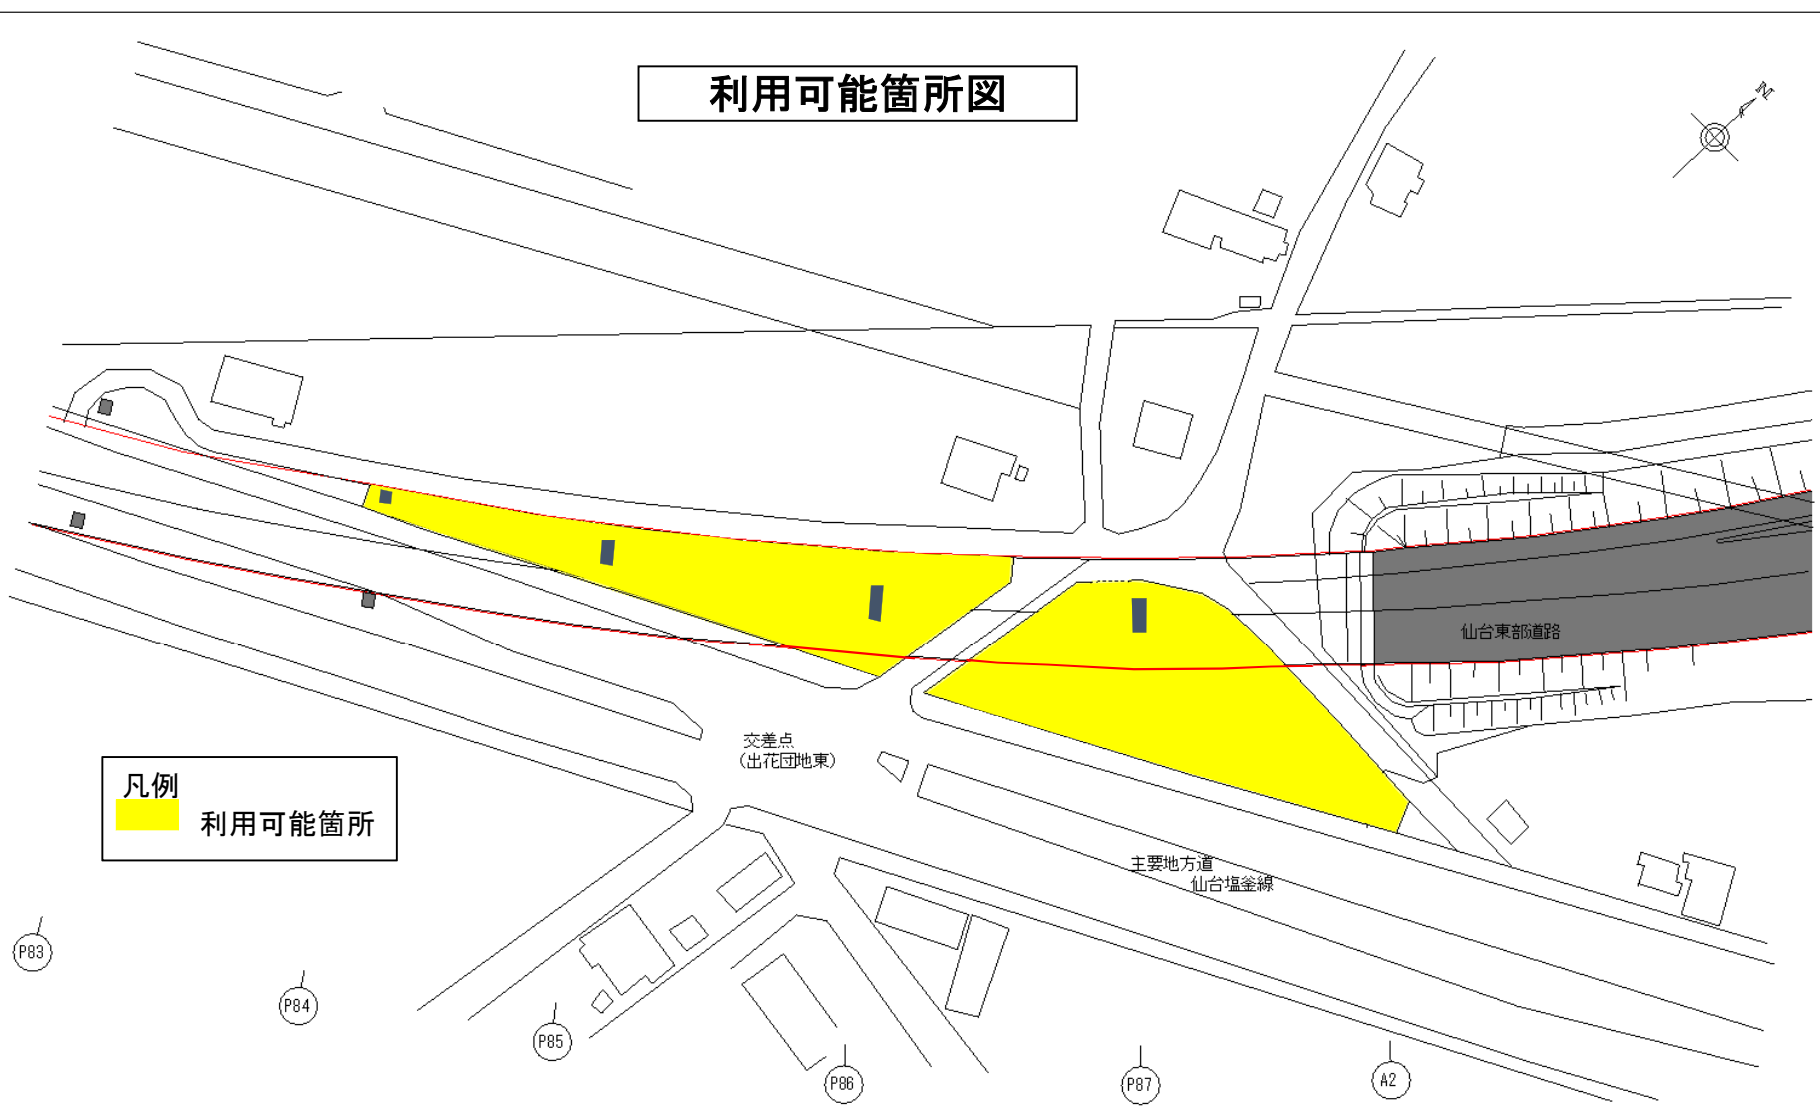 利用可能箇所図
N
仙台東部道路
交差点
（出花団地東）
凡例
利用可能箇所
主要地方道
仙台塩釜線
P83
P84
P85
P86
P87
A2